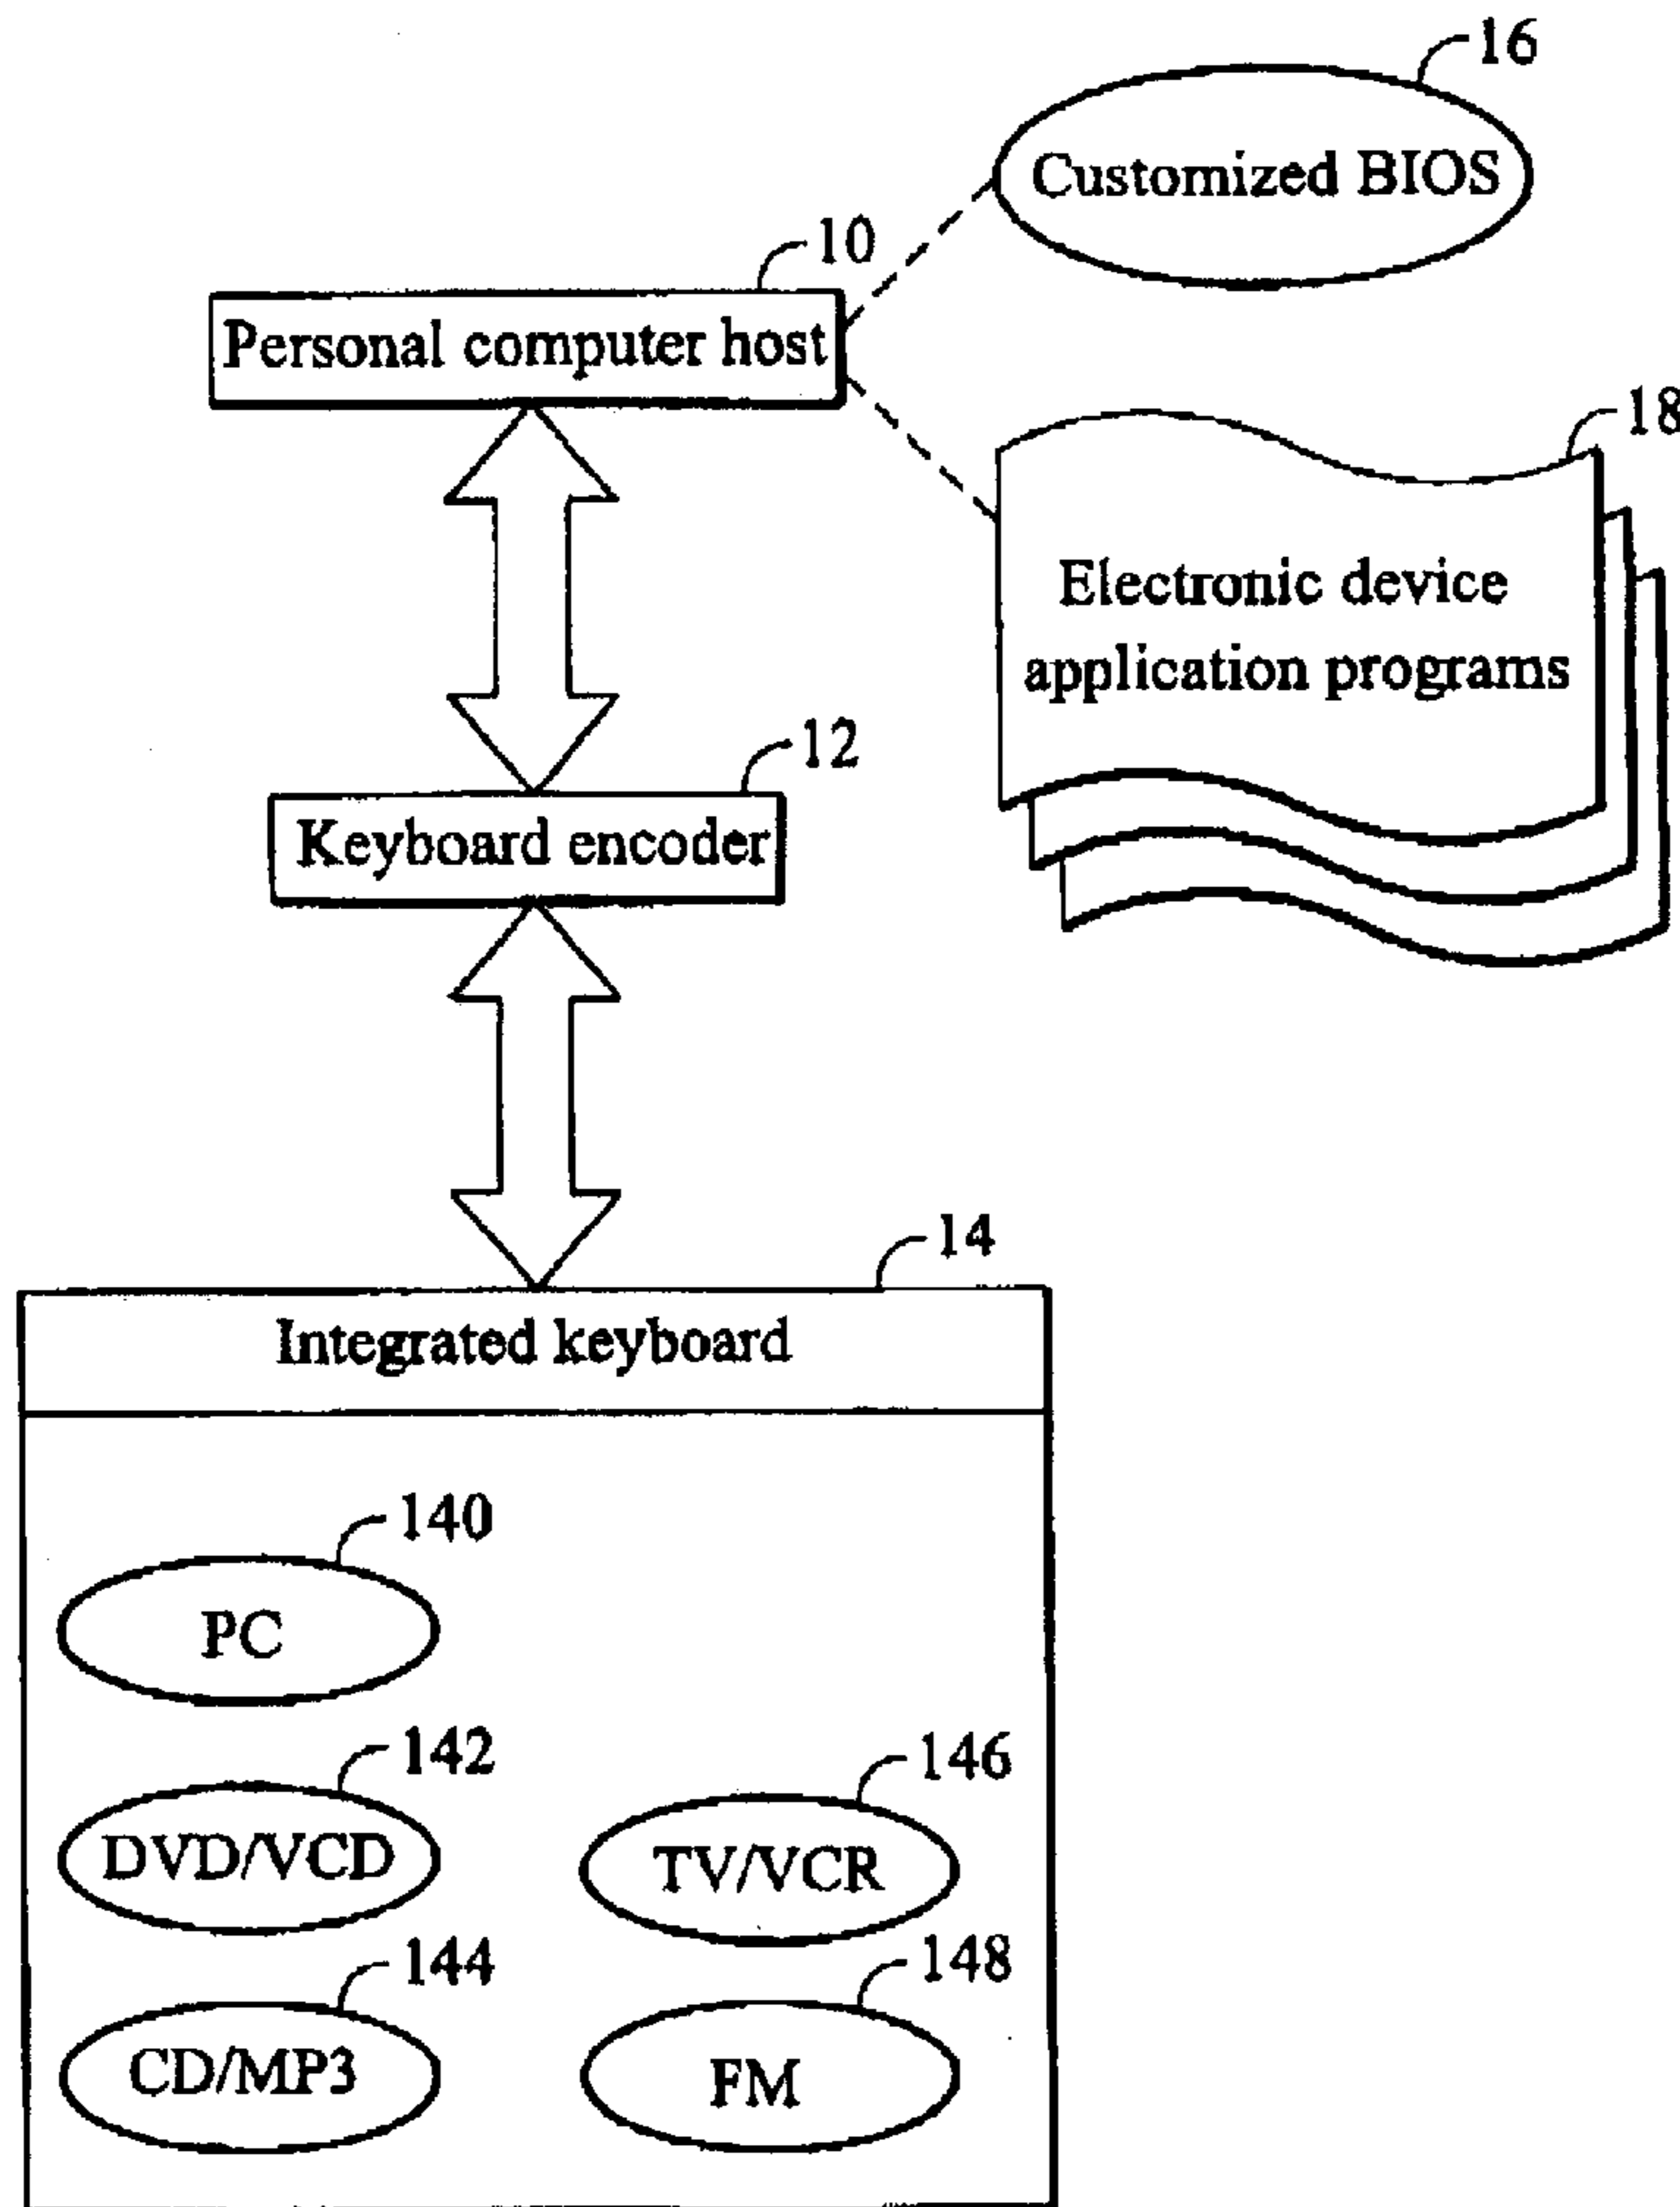 16
Customized BIOS
10
Personal computer host
18
Electronic device
application programs
12
Keyboard encoder
14
Integrated keyboard
140
PC
142
DVD/VCD
146
TV/VCR
144
CD/MP3
148
FM